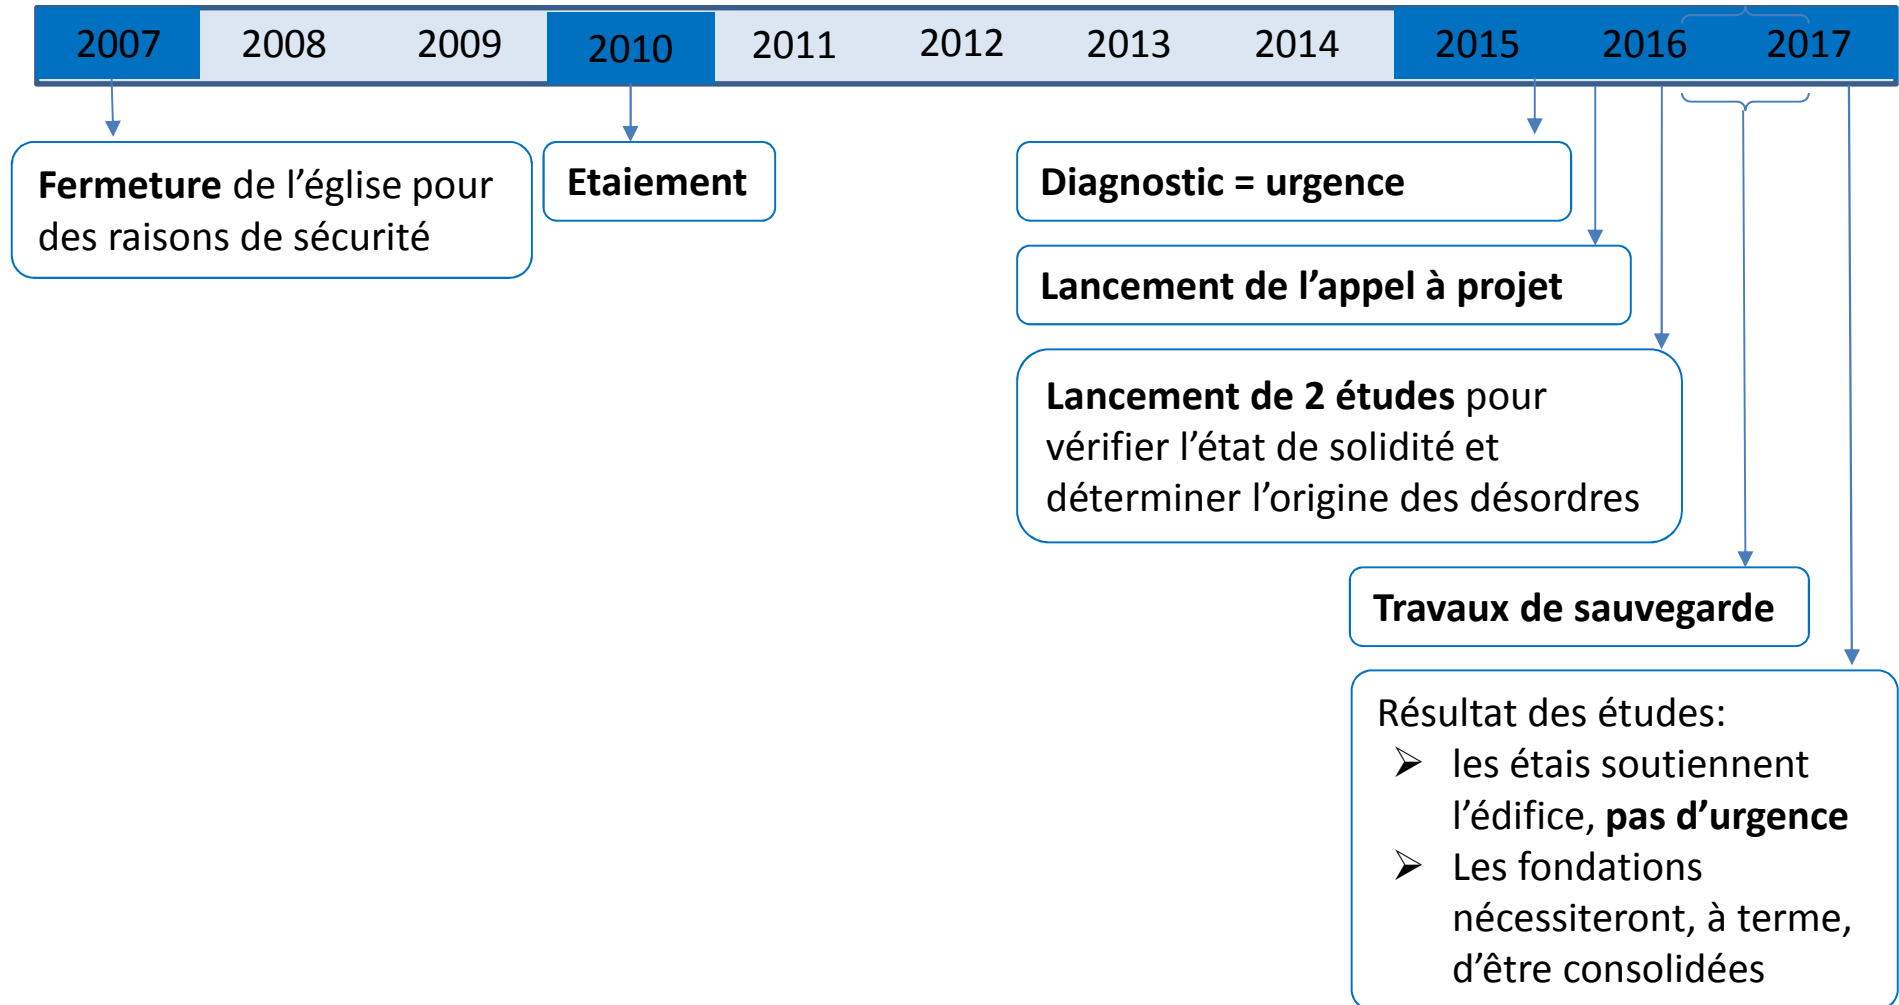 2007 2008 2009 2010 2011 2012 2013 2014 2015 2016 2017
Fermeture de l’église pour
des raisons de sécurité
Etaiement
Diagnostic = urgence
Lancement de l’appel à projet
Lancement de 2 études pour
vérifier l’état de solidité et
déterminer l’origine des désordres
Travaux de sauvegarde
Résultat des études:
➢ les étais soutiennent
l’édifice, pas d’urgence
➢ Les fondations
nécessiteront, à terme,
d’être consolidées